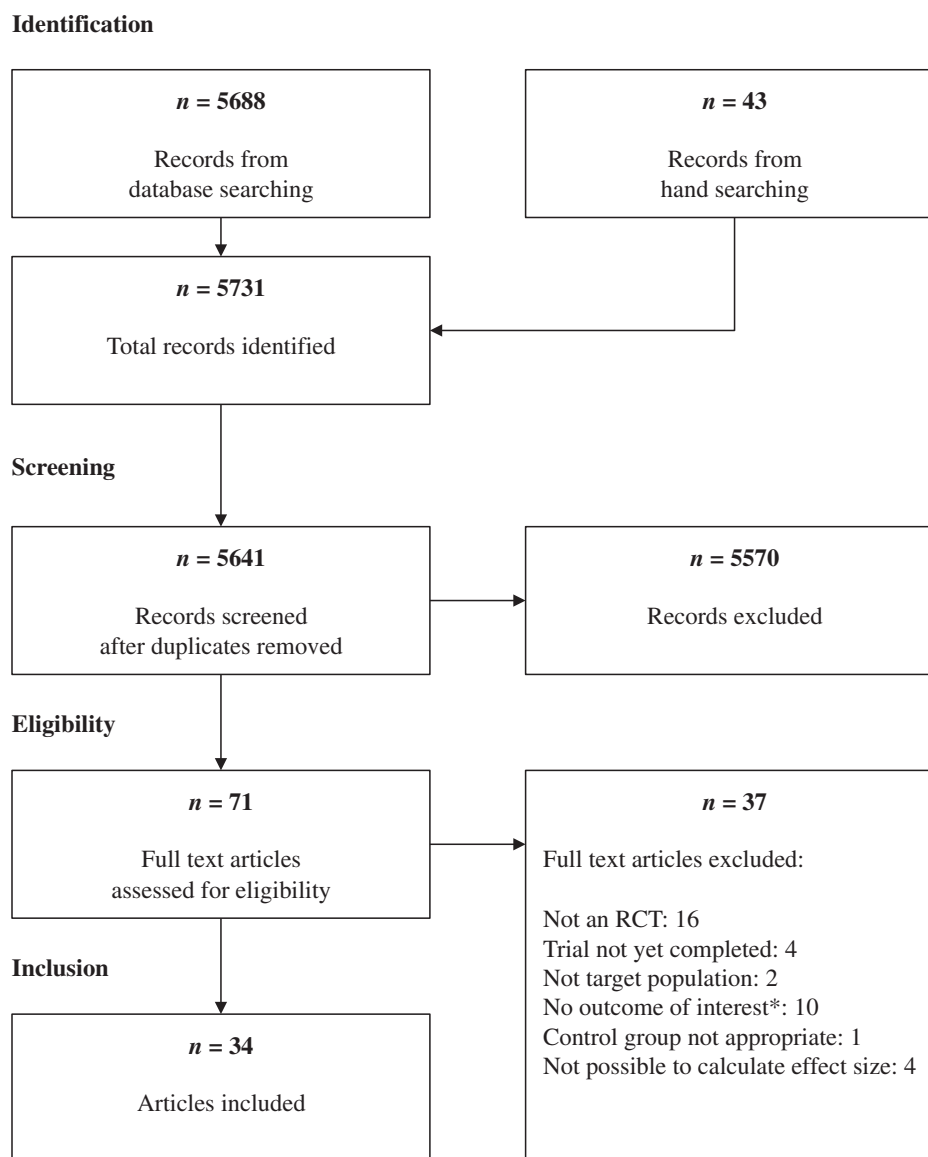 Identification
n = 5688
Records from
database searching
n = 43
Records from
hand searching
n = 5731
Total records identified
Screening
n = 5641
Records screened
after duplicates removed
n = 5570
Records excluded
Eligibility
n = 71
Full text articles
assessed for eligibility
n = 37
Full text articles excluded:
Not an RCT: 16
Trial not yet completed: 4
Not target population: 2
No outcome of interest*: 10
Control group not appropriate: 1
Not possible to calculate effect size: 4
Inclusion
n = 34
Articles included